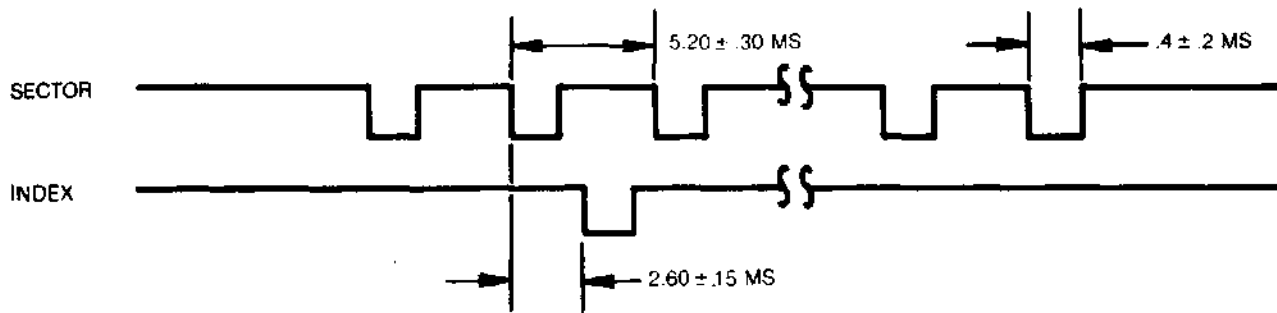 5.20 ± .30 MS
.4 ± .2 MS
SECTOR
INDEX
2.60 ± .15 MS